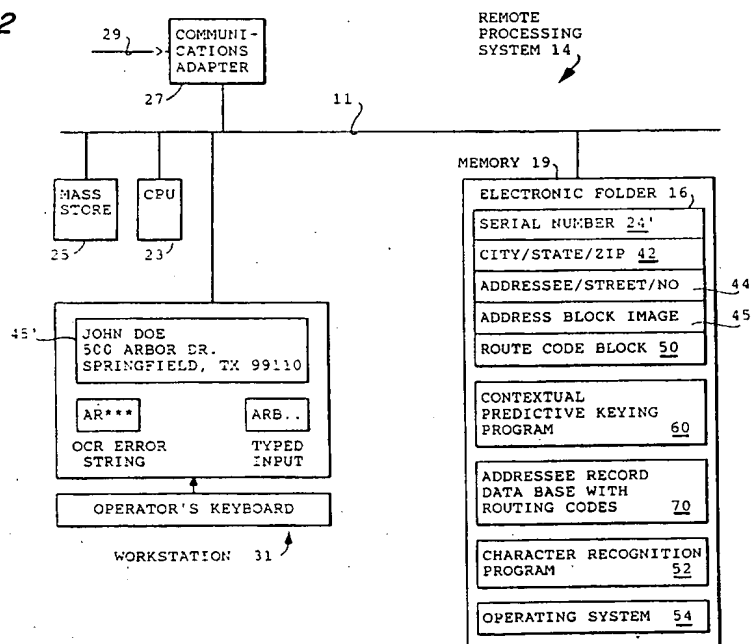 2
29
COMMUNI-
CATIONS
ADAPTER
27
REMOTE
PROCESSING
SYSTEM 14
11
MASS
STORE
25
CPU
23
MEMORY 19
ELECTRONIC FOLDER 16
SERIAL NUMBER 24'
CITY/STATE/ZIP 42
ADDRESSEE/STREET/NO
44
ADDRESS BLOCK IMAGE
45
ROUTE CODE BLOCK 50
CONTEXTUAL
PREDICTIVE KEYING
PROGRAM
60
ADDRESSEE RECORD
DATA BASE WITH
ROUTING CODES
70
CHARACTER RECOGNITION
PROGRAM
52
OPERATING SYSTEM 54
45'
JOHN DOE
500 ARBOR DR.
SPRINGFIELD, TX 99110
AR***
OCR ERROR
STRING
ARB..
TYPED
INPUT
OPERATOR'S KEYBOARD
WORKSTATION 31